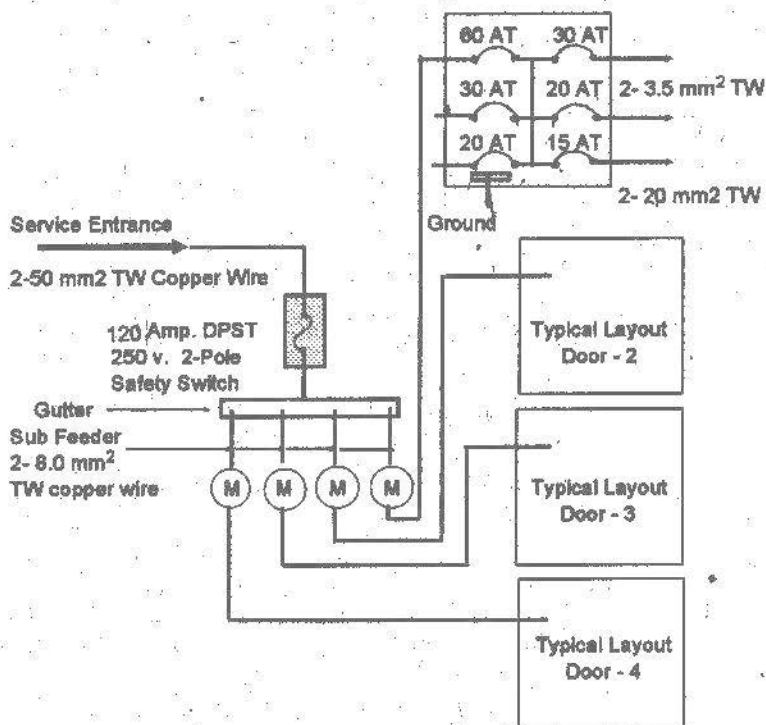 60 AT 30 AT
30 AT 20 AT 2- 3.5 mm² TW
20 AT 15 AT
2- 20 mm2 TW
Ground
Service Entrance
2-50 mm2 TW Copper Wire
120 Amp. DPST
250 v. 2-Pole
Safety Switch
Gutter
Sub Feeder
2- 8.0 mm²
TW copper wire
M M M M
Typical Layout
Door - 2
Typical Layout
Door - 3
Typical Layout
Door - 4